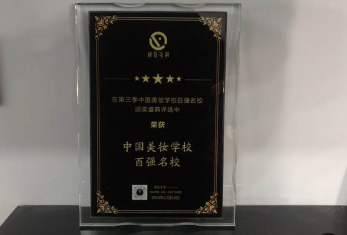 在第三季中国美妆学校百强名校
颁奖盛典评选中
荣获
中国美妆学校
百强名校